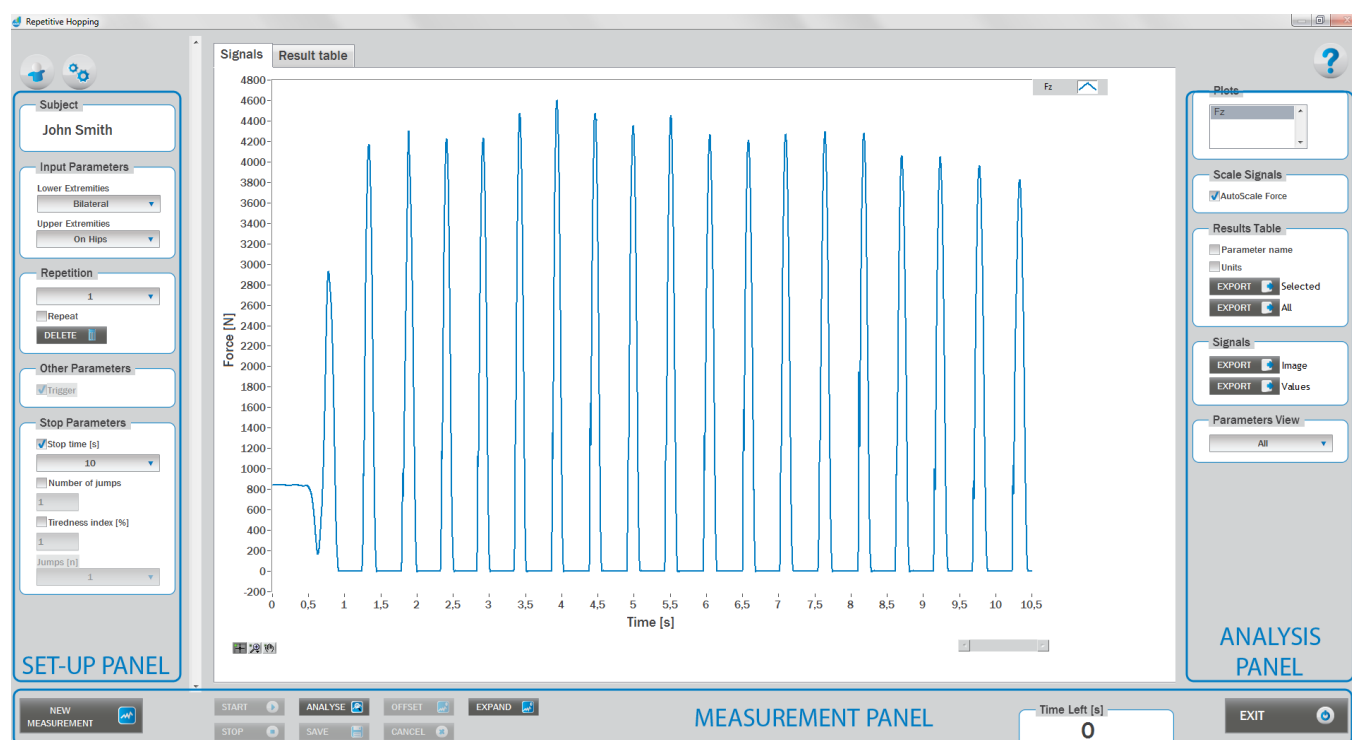 Repetitive Hopping
Subject
John Smith
Input Parameters
Lower Extremities
Bilateral
Upper Extremities
On Hips
Repetition
1
Repeat
DELETE
Other Parameters
Trigger
Stop Parameters
Stop time [s]
10
Number of jumps
1
Tiredness index [%]
1
Jumps [n]
1
SET-UP PANEL
Signals Result table
Fz
4800
4600
4400
4200
4000
3800
3600
3400
3200
3000
2800
2600
2400
2200
2000
1800
1600
1400
1200
1000
800
600
400
200
0
-200
Force [N]
0 0,5 1 1,5 2 2,5 3 3,5 4 4,5 5 5,5 6 6,5 7 7,5 8 8,5 9 9,5 10 10,5
Time [s]
?
Plots
Fz
Scale Signals
AutoScale Force
Results Table
Parameter name
Units
EXPORT Selected
EXPORT All
Signals
EXPORT Image
EXPORT Values
Parameters View
All
ANALYSIS
PANEL
NEW
MEASUREMENT
START ANALYSE OFFSET EXPAND
STOP SAVE CANCEL
MEASUREMENT PANEL
Time Left [s]
0
EXIT